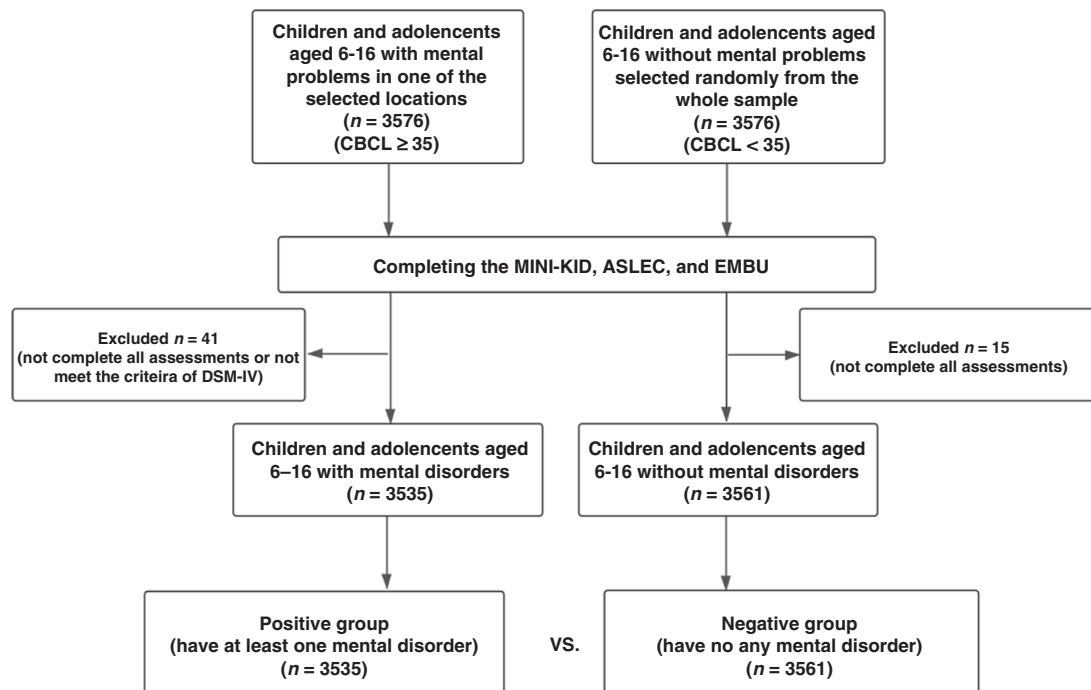 Children and adolencents
aged 6-16 with mental
problems in one of the
selected locations
(n = 3576)
(CBCL ≥ 35)
Children and adolencents aged
6-16 without mental problems
selected randomly from the
whole sample
(n = 3576)
(CBCL < 35)
Completing the MINI-KID, ASLEC, and EMBU
Excluded n = 41
(not complete all assessments or not
meet the criteira of DSM-IV)
Excluded n = 15
(not complete all assessments)
Children and adolencents aged
6–16 with mental disorders
(n = 3535)
Children and adolencents aged
6-16 without mental disorders
(n = 3561)
Positive group
(have at least one mental disorder)
(n = 3535)
VS.
Negative group
(have no any mental disorder)
(n = 3561)